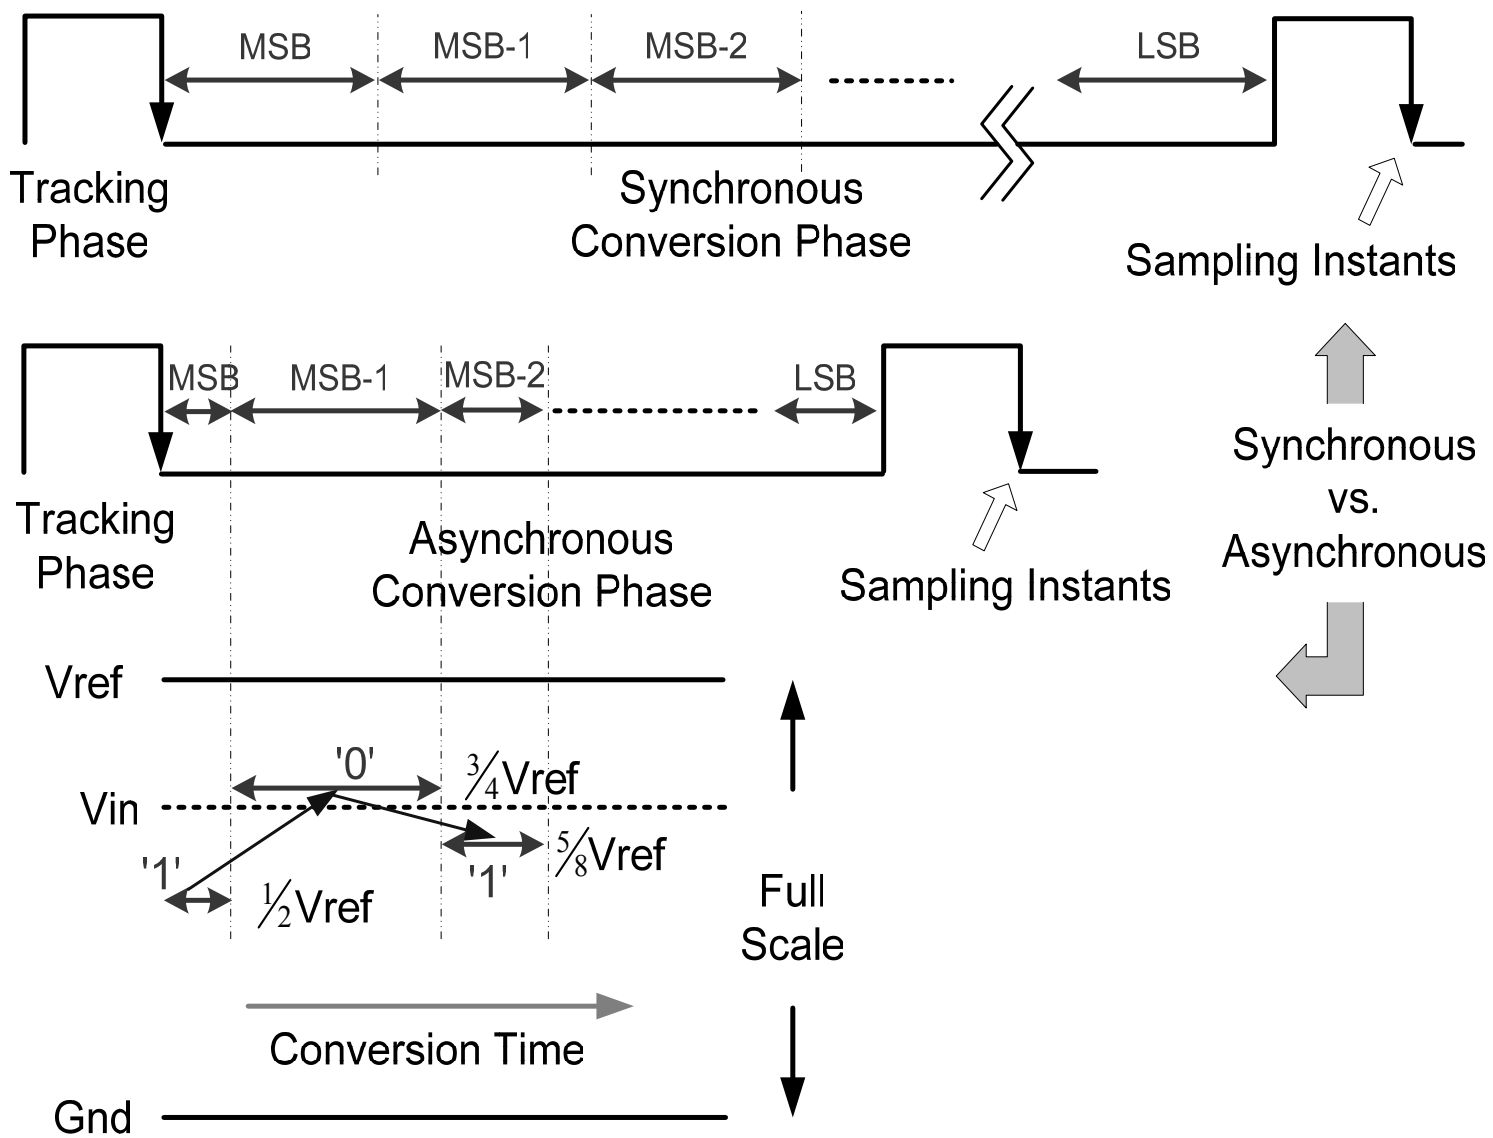 MSB
MSB-1
MSB-2
LSB
Tracking
Phase
Synchronous
Conversion Phase
Sampling Instants
MSB
MSB-1
MSB-2
LSB
Tracking
Phase
Asynchronous
Conversion Phase
Sampling Instants
Synchronous
vs.
Asynchronous
Vref
'0'
3/4Vref
Vin
'1'
1/2Vref
'1'
5/8Vref
Full
Scale
Conversion Time
Gnd